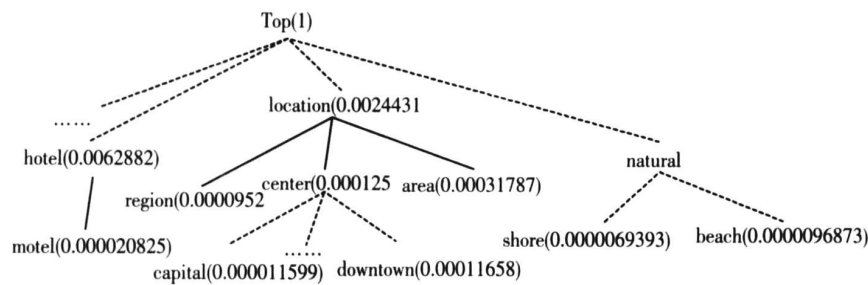 Top(1)
location(0.0024431
……
hotel(0.0062882)
natural
region(0.0000952
center(0.000125
area(0.00031787)
motel(0.000020825)
shore(0.0000069393)
beach(0.0000096873)
capital(0.000011599)
……
downtown(0.00011658)